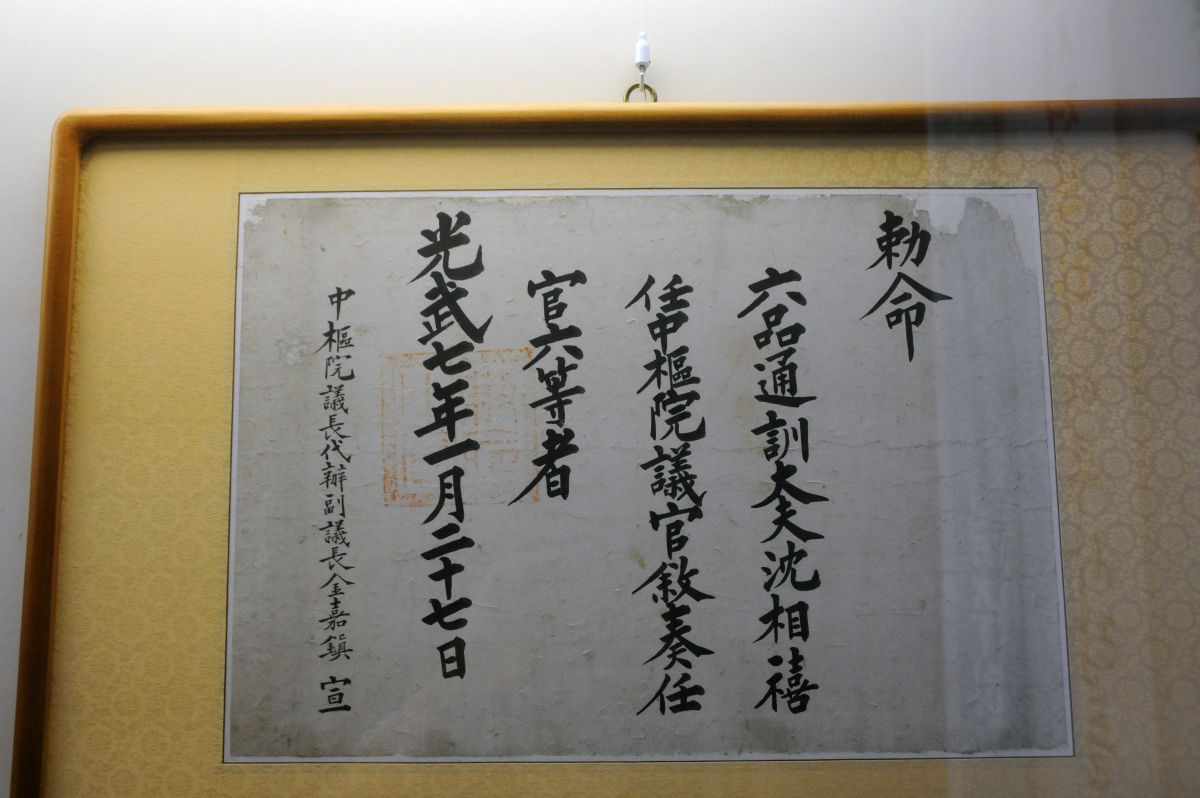 勅命
六品通訓大夫沈相禧
任中樞院議官敘奏任
官六等者
光武七年一月二十七日
中樞院議長代辦副議長金嘉鎭 宣